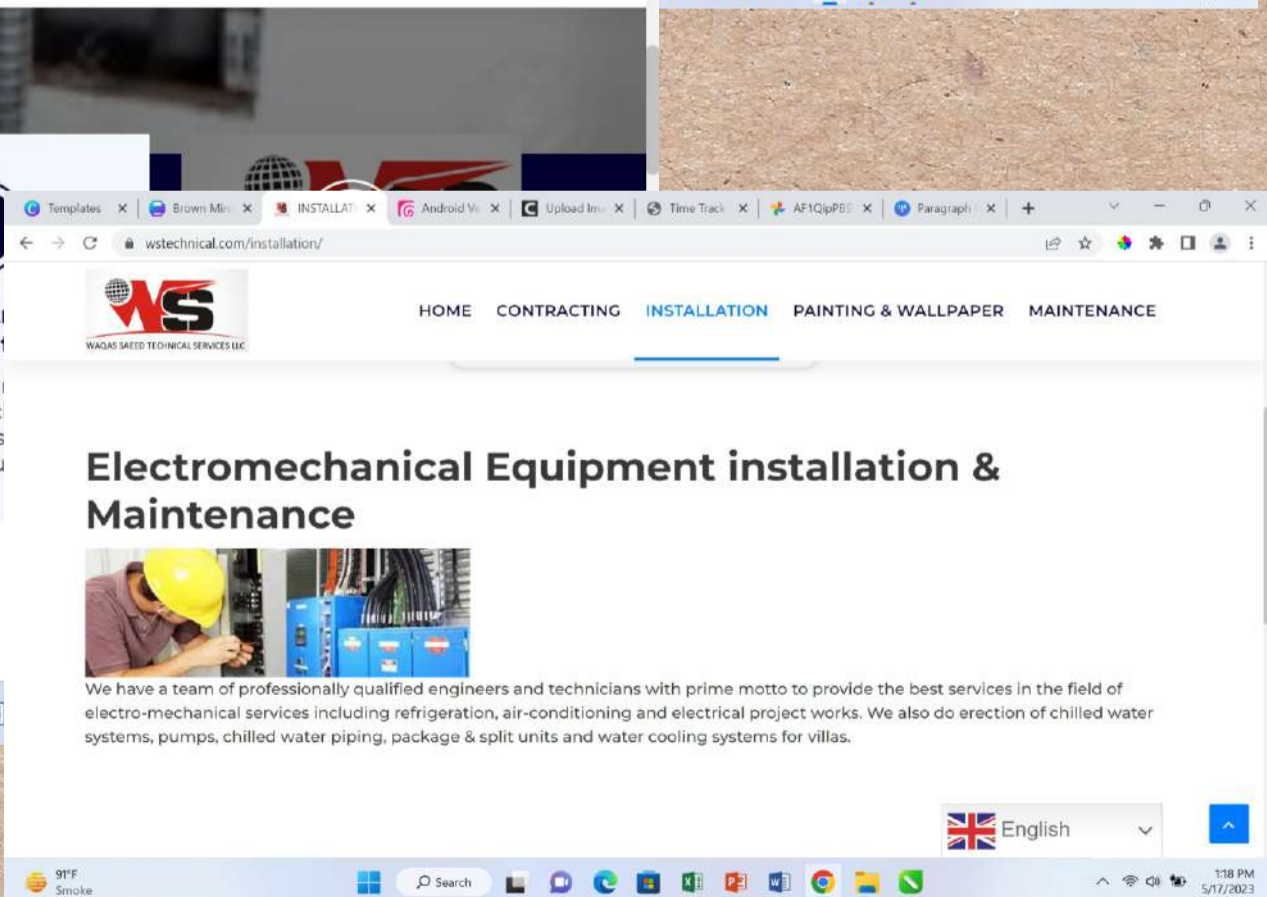 WS
Templates
Brown Min
INSTALLATI
Android Ve
Upload Ima
Time Track
AF1QipPBS
Paragraph
wstechnical.com/installation/
WS
WAQAS SAEED TECHNICAL SERVICES LLC
HOME CONTRACTING INSTALLATION PAINTING & WALLPAPER MAINTENANCE
Electromechanical Equipment installation &
Maintenance
We have a team of professionally qualified engineers and technicians with prime motto to provide the best services in the field of
electro-mechanical services including refrigeration, air-conditioning and electrical project works. We also do erection of chilled water
systems, pumps, chilled water piping, package & split units and water cooling systems for villas.
English
91°F
Smoke
Search
1:18 PM
5/17/2023